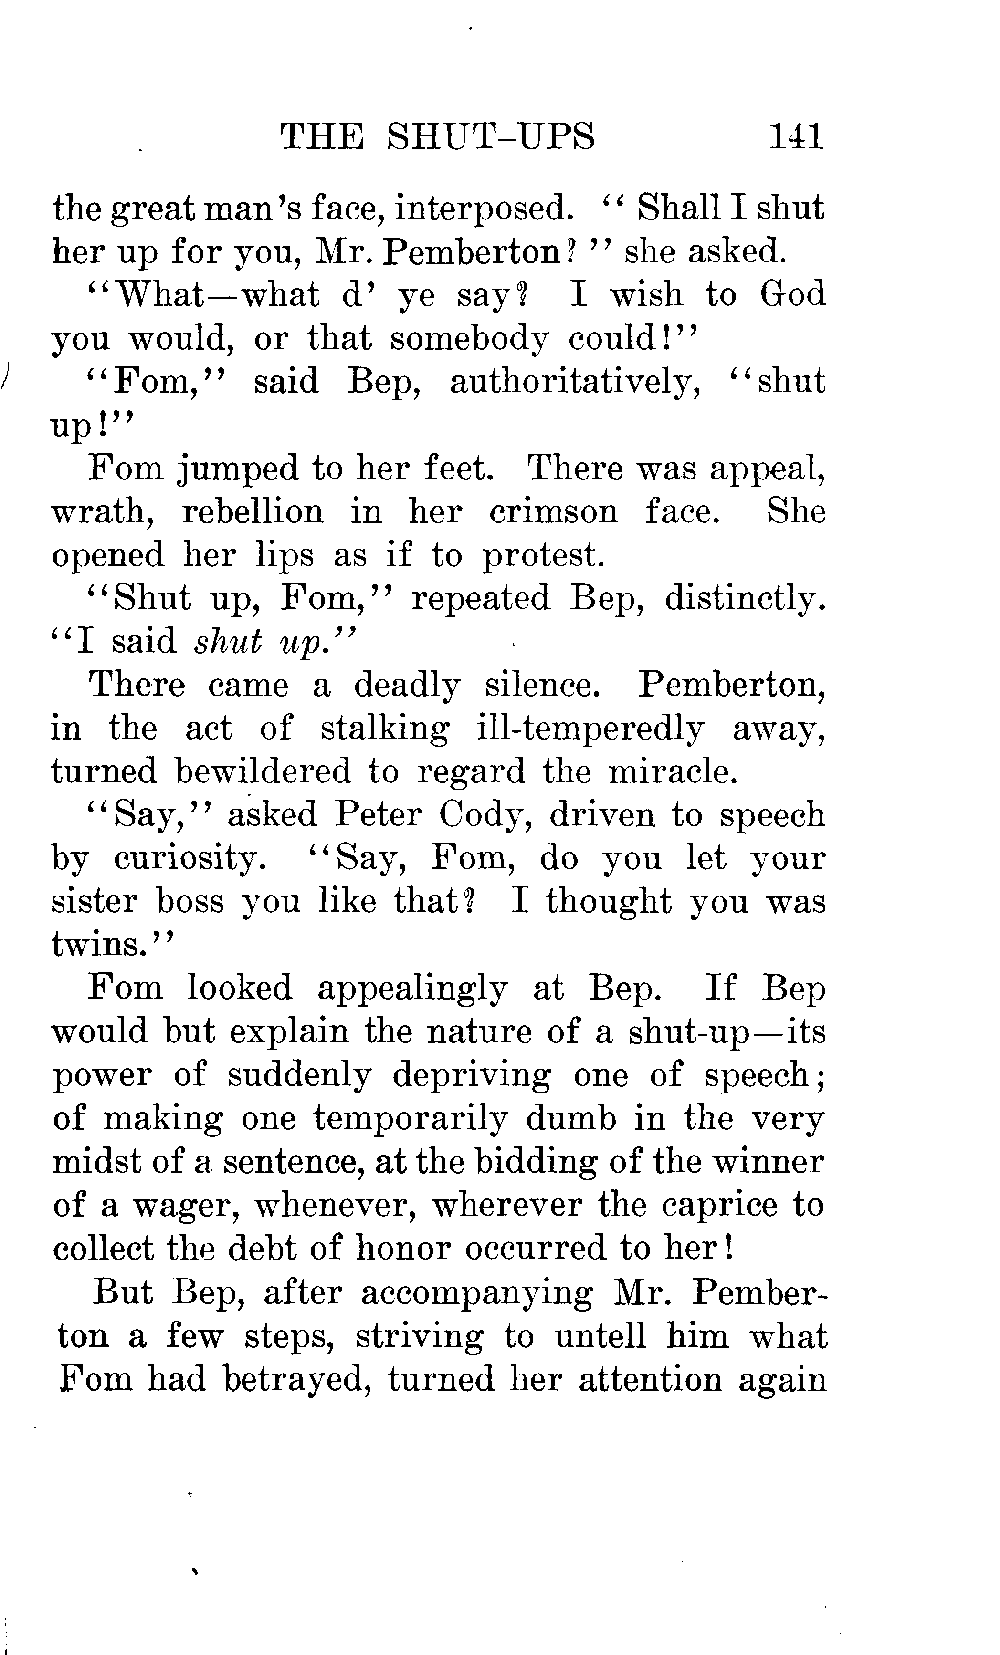 THE SHUT-UPS 141
the great man's face, interposed. " Shall I shut
her up for you, Mr. Pemberton? " she asked.
"What—what d' ye say? I wish to God
you would, or that somebody could!"
"Fom," said Bep, authoritatively, "shut
up!"
Fom jumped to her feet. There was appeal,
wrath, rebellion in her crimson face. She
opened her lips as if to protest.
"Shut up, Fom," repeated Bep, distinctly.
"I said shut up."
There came a deadly silence. Pemberton,
in the act of stalking ill-temperedly away,
turned bewildered to regard the miracle.
"Say," asked Peter Cody, driven to speech
by curiosity. "Say, Fom, do you let your
sister boss you like that? I thought you was
twins."
Fom looked appealingly at Bep. If Bep
would but explain the nature of a shut-up—its
power of suddenly depriving one of speech;
of making one temporarily dumb in the very
midst of a sentence, at the bidding of the winner
of a wager, whenever, wherever the caprice to
collect the debt of honor occurred to her!
But Bep, after accompanying Mr. Pember-
ton a few steps, striving to untell him what
Fom had betrayed, turned her attention again